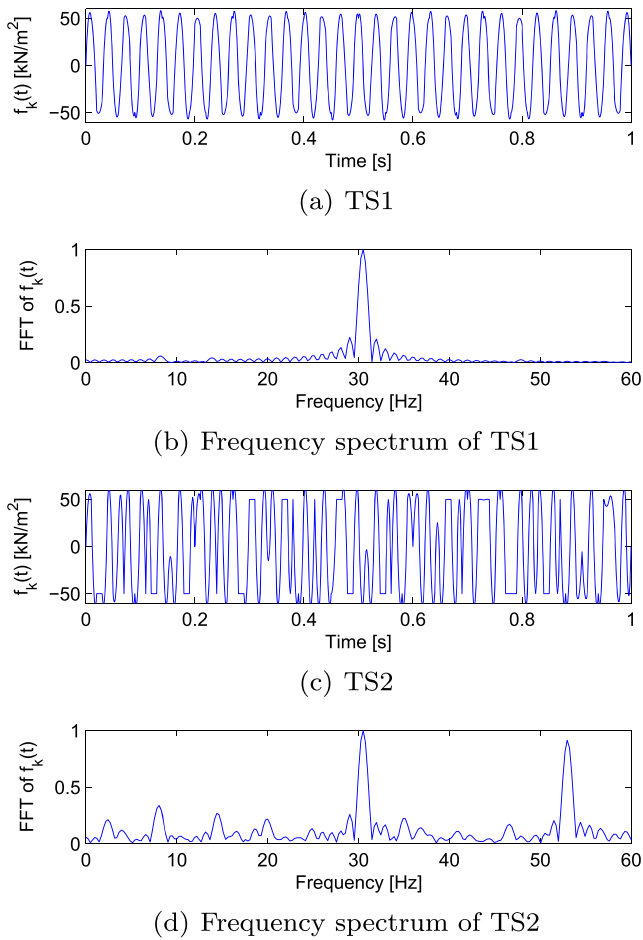 f_k(t) [kN/m²]
50
0
−50
0 0.2 0.4 0.6 0.8 1
Time [s]
(a) TS1
FFT of f_k(t)
1
0.5
0
0 10 20 30 40 50 60
Frequency [Hz]
(b) Frequency spectrum of TS1
f_k(t) [kN/m²]
50
0
−50
0 0.2 0.4 0.6 0.8 1
Time [s]
(c) TS2
FFT of f_k(t)
1
0.5
0
0 10 20 30 40 50 60
Frequency [Hz]
(d) Frequency spectrum of TS2